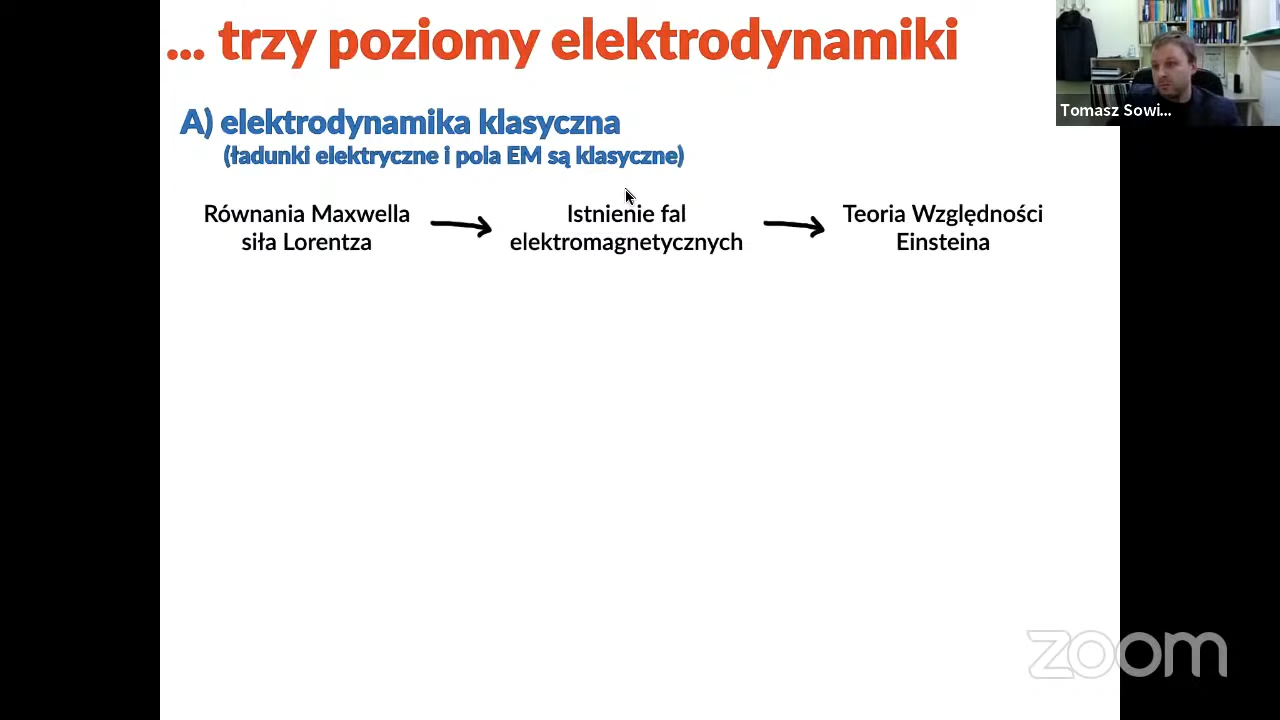 ... trzy poziomy elektrodynamiki
A) elektrodynamika klasyczna
(ładunki elektryczne i pola EM są klasyczne)
Równania Maxwella
siła Lorentza
Istnienie fal
elektromagnetycznych
Teoria Względności
Einsteina
Tomasz Sowi...
zoom